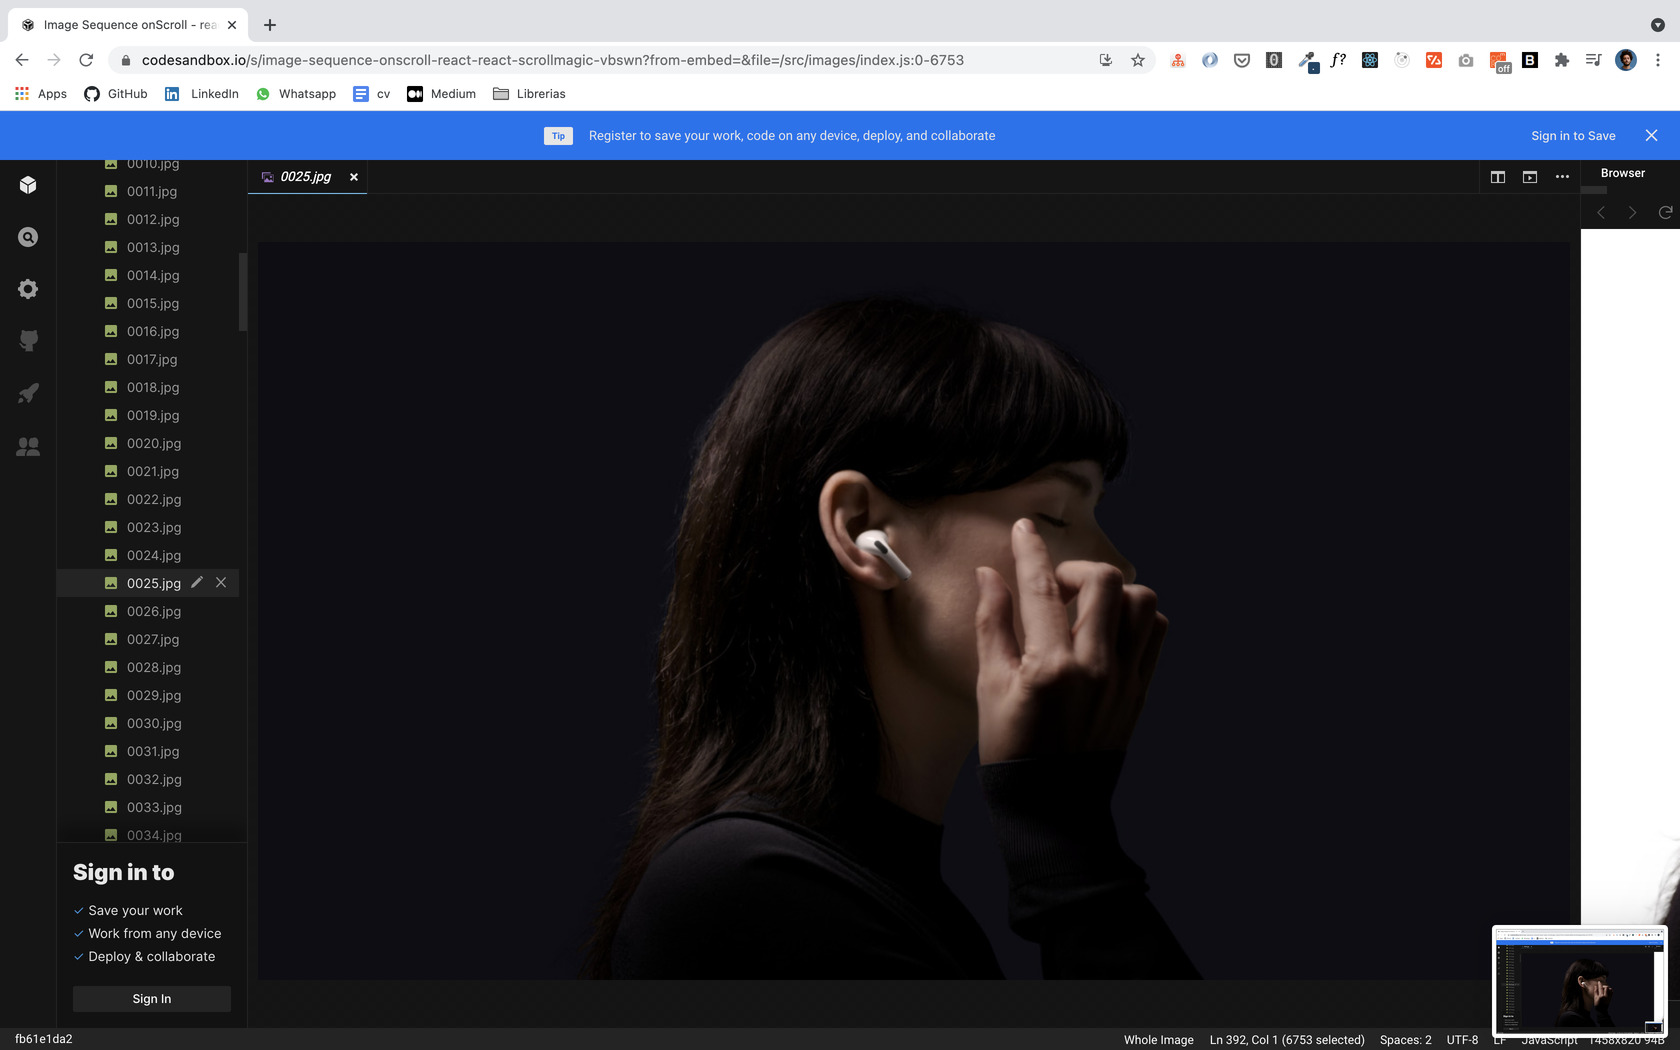 Image Sequence onScroll - rea
codesandbox.io/s/image-sequence-onscroll-react-react-scrollmagic-vbswn?from-embed=&file=/src/images/index.js:0-6753
f?
off
B
Apps
GitHub
LinkedIn
Whatsapp
cv
Medium
Librerias
Tip
Register to save your work, code on any device, deploy, and collaborate
Sign in to Save
0010.jpg
0011.jpg
0012.jpg
0013.jpg
0014.jpg
0015.jpg
0016.jpg
0017.jpg
0018.jpg
0019.jpg
0020.jpg
0021.jpg
0022.jpg
0023.jpg
0024.jpg
0025.jpg
0026.jpg
0027.jpg
0028.jpg
0029.jpg
0030.jpg
0031.jpg
0032.jpg
0033.jpg
0034.jpg
0025.jpg
Browser
Sign in to
Save your work
Work from any device
Deploy & collaborate
Sign In
fb61e1da2
Whole Image
Ln 392, Col 1 (6753 selected)
Spaces: 2
UTF-8
LF
JavaScript
1458x820 94B